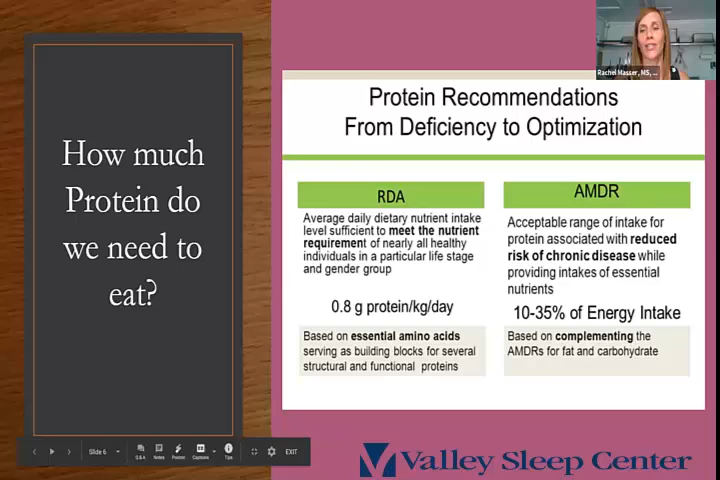 How much
Protein do
we need to
eat?
Rachel Masser, MS, ...
Protein Recommendations
From Deficiency to Optimization
RDA
Average daily dietary nutrient intake
level sufficient to meet the nutrient
requirement of nearly all healthy
individuals in a particular life stage
and gender group
0.8 g protein/kg/day
Based on essential amino acids
serving as building blocks for several
structural and functional proteins
AMDR
Acceptable range of intake for
protein associated with reduced
risk of chronic disease while
providing intakes of essential
nutrients
10-35% of Energy Intake
Based on complementing the
AMDRs for fat and carbohydrate
Slide 6
Q & A
Notes
Pointer
Captions
Tips
EXIT
Valley Sleep Center